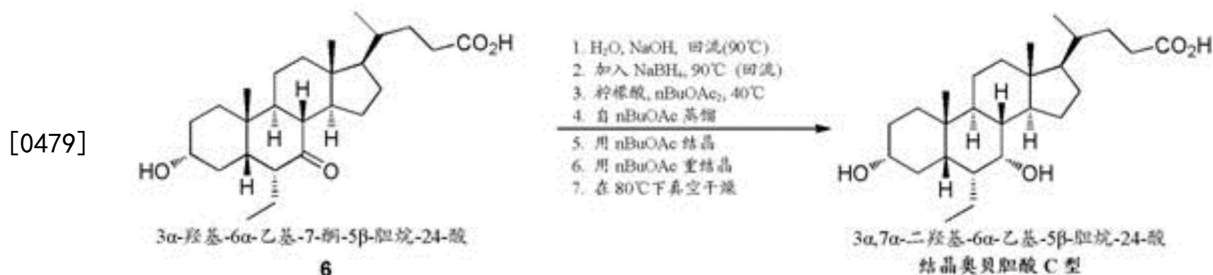 [0479]
CO₂H
H
H
H
HO
H
O
1. H₂O, NaOH, 回流(90℃)
2. 加入 NaBH₄, 90℃ (回流)
3. 柠檬酸, nBuOAc₂, 40℃
4. 自 nBuOAc 蒸馏
5. 用 nBuOAc 结晶
6. 用 nBuOAc 重结晶
7. 在 80℃下真空干燥
3α-羟基-6α-乙基-7-酮-5β-胆烷-24-酸
6
CO₂H
H
H
H
HO
H
OH
3α,7α-二羟基-6α-乙基-5β-胆烷-24-酸
结晶奥贝胆酸 C 型